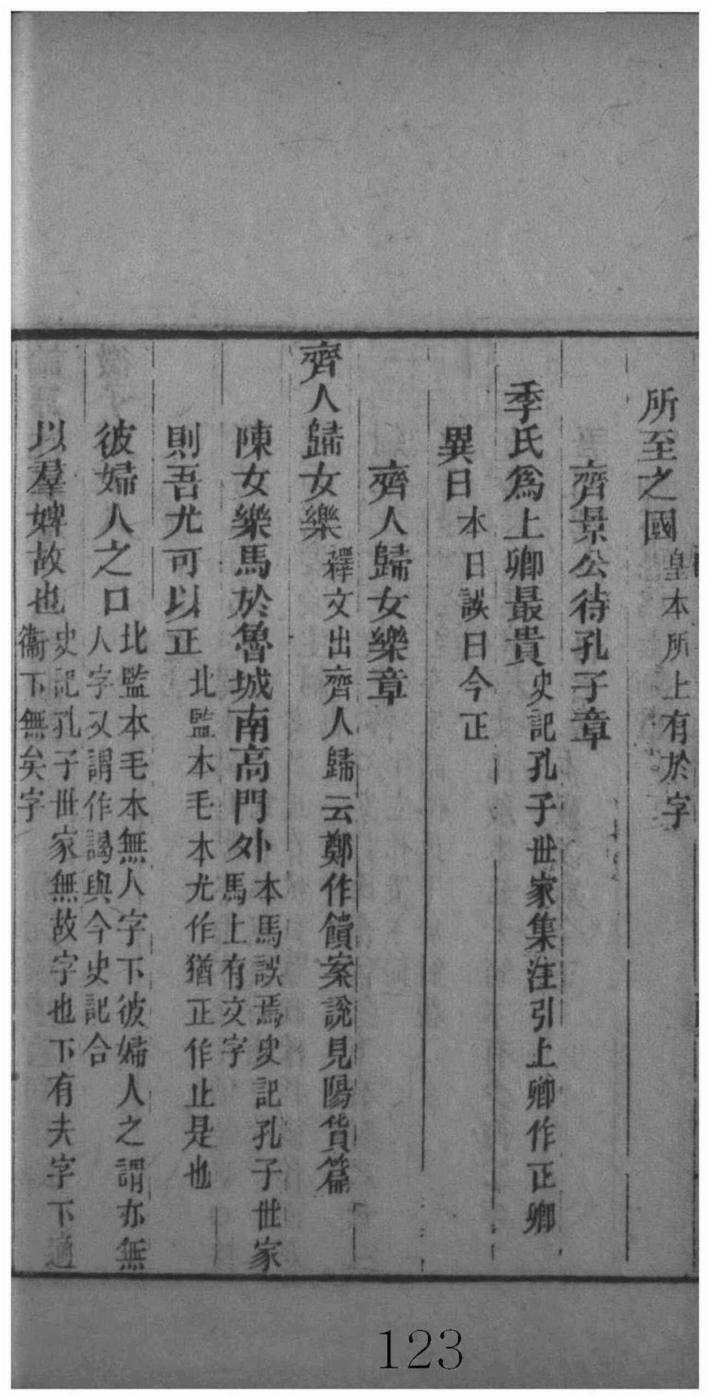 所至之國皇本所上有於字
齊景公待孔子章
季氏爲上卿最貴史記孔子世家集注引上卿作正卿
異日本日誤曰今正
齊人歸女樂章
齊人歸女樂釋文出齊人歸云鄭作饋案說見陽貨篇
陳女樂馬於魯城南高門外本馬誤焉史記孔子世家
馬上有文字
則吾尤可以正北監本毛本尤作猶正作止是也
彼婦人之口北監本毛本無人字下彼婦人之謂亦無
人字又謂作謁與今史記合
以羣婢故也史記孔子世家無故字也下有夫字下適
衞下無矣字
123